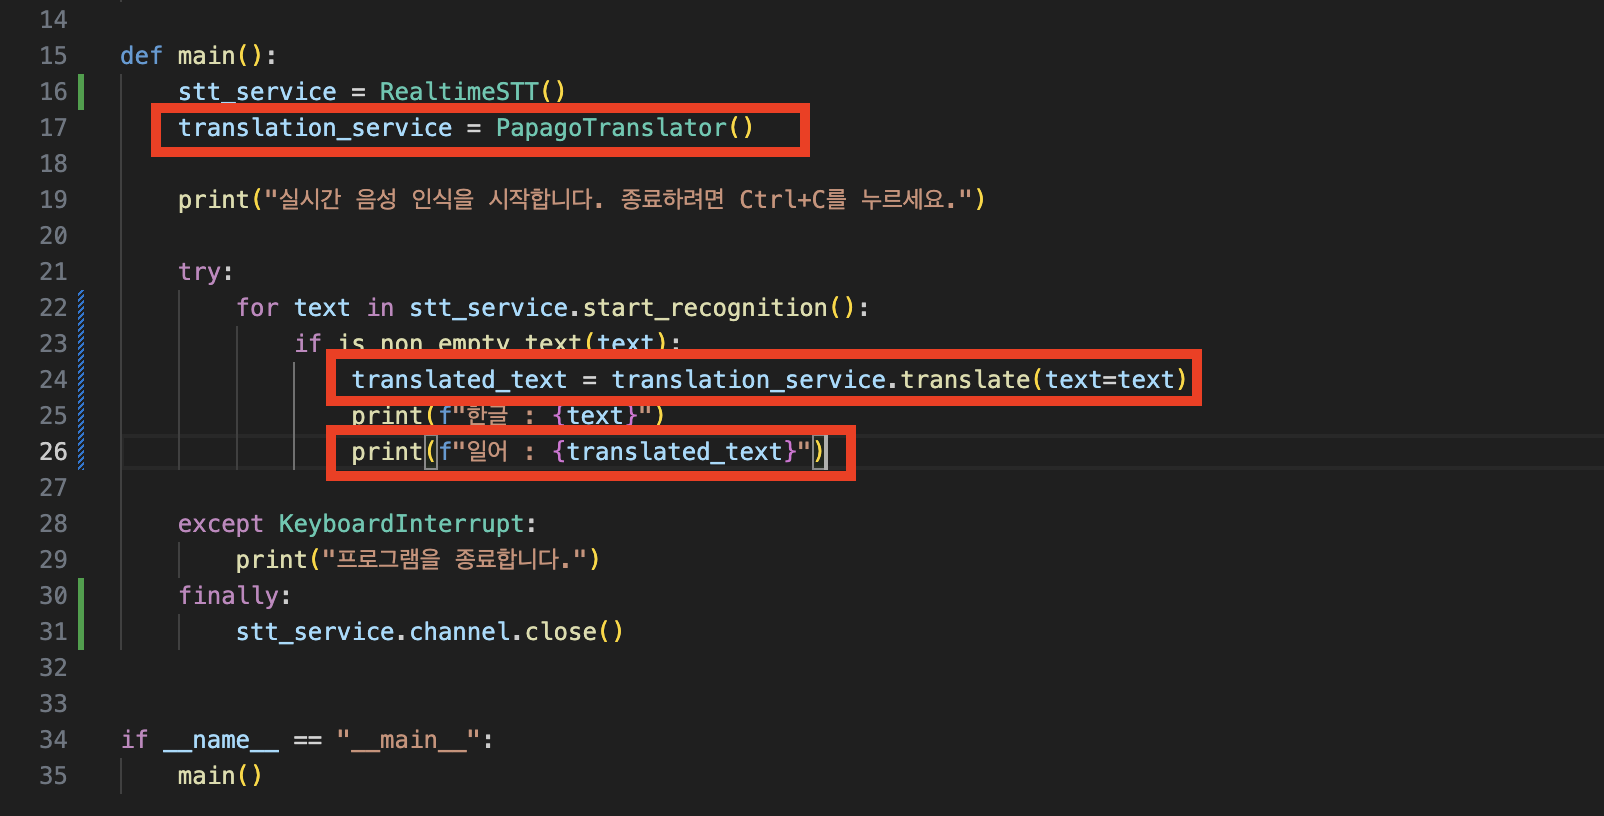 14
15 def main():
16 stt_service = RealtimeSTT()
17 translation_service = PapagoTranslator()
18
19 print("실시간 음성 인식을 시작합니다. 종료하려면 Ctrl+C를 누르세요.")
20
21 try:
22 for text in stt_service.start_recognition():
23 if is_non_empty_text(text):
24 translated_text = translation_service.translate(text=text)
25 print(f"한글 : {text}")
26 print(f"일어 : {translated_text}")
27
28 except KeyboardInterrupt:
29 print("프로그램을 종료합니다.")
30 finally:
31 stt_service.channel.close()
32
33
34 if __name__ == "__main__":
35 main()